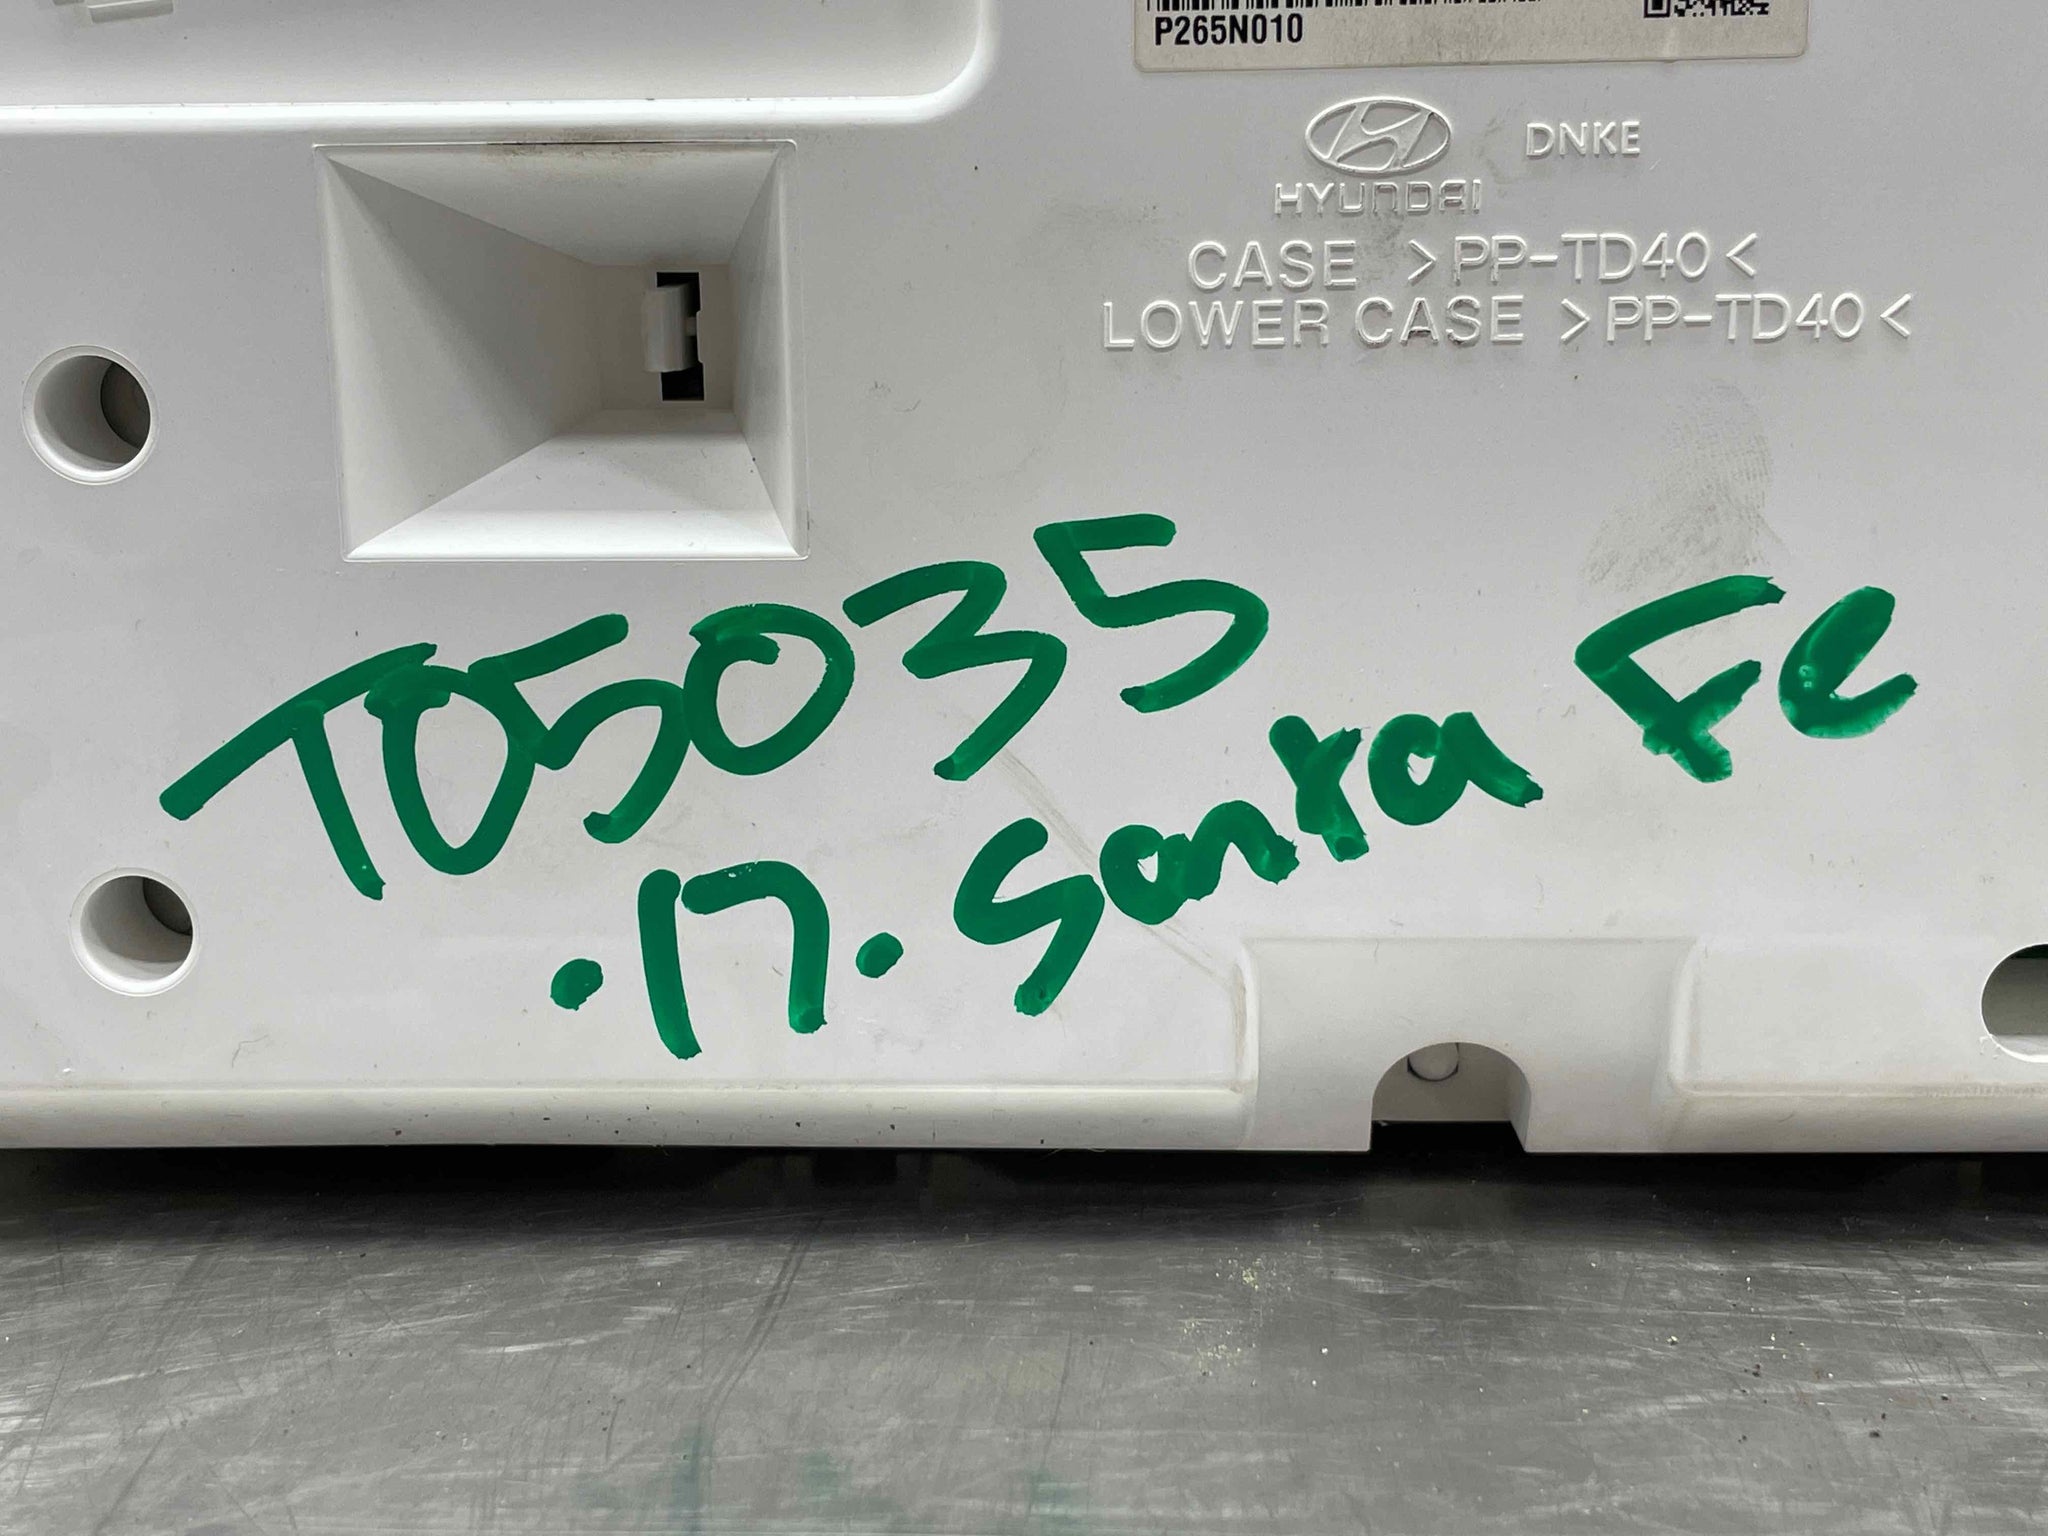 P265N010
DNKE
HYUNDAI
CASE >PP-TD40<
LOWER CASE >PP-TD40<
T05035
.17. Santa Fe